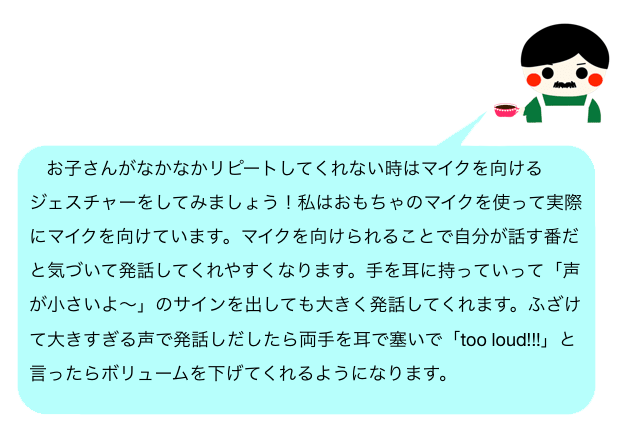 お子さんがなかなかリピートしてくれない時はマイクを向ける
ジェスチャーをしてみましょう！私はおもちゃのマイクを使って実際
にマイクを向けています。マイクを向けられることで自分が話す番だ
と気づいて発話してくれやすくなります。手を耳に持っていって「声
が小さいよ〜」のサインを出しても大きく発話してくれます。ふざけ
て大きすぎる声で発話しだしたら両手を耳で塞いで「too loud!!!」と
言ったらボリュームを下げてくれるようになります。